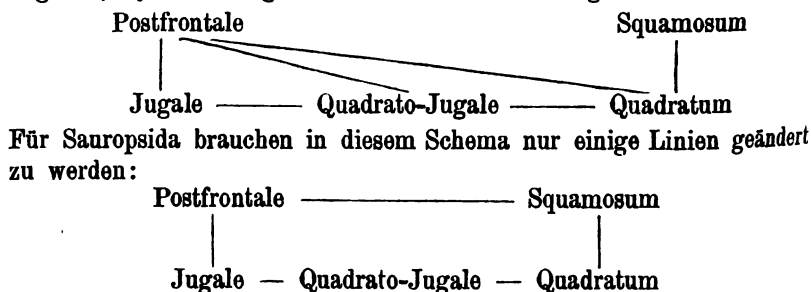 Postfrontale Squamosum
Jugale Quadrato-Jugale Quadratum
Für Sauropsida brauchen in diesem Schema nur einige Linien geändert
zu werden:
Postfrontale Squamosum
Jugale Quadrato-Jugale Quadratum